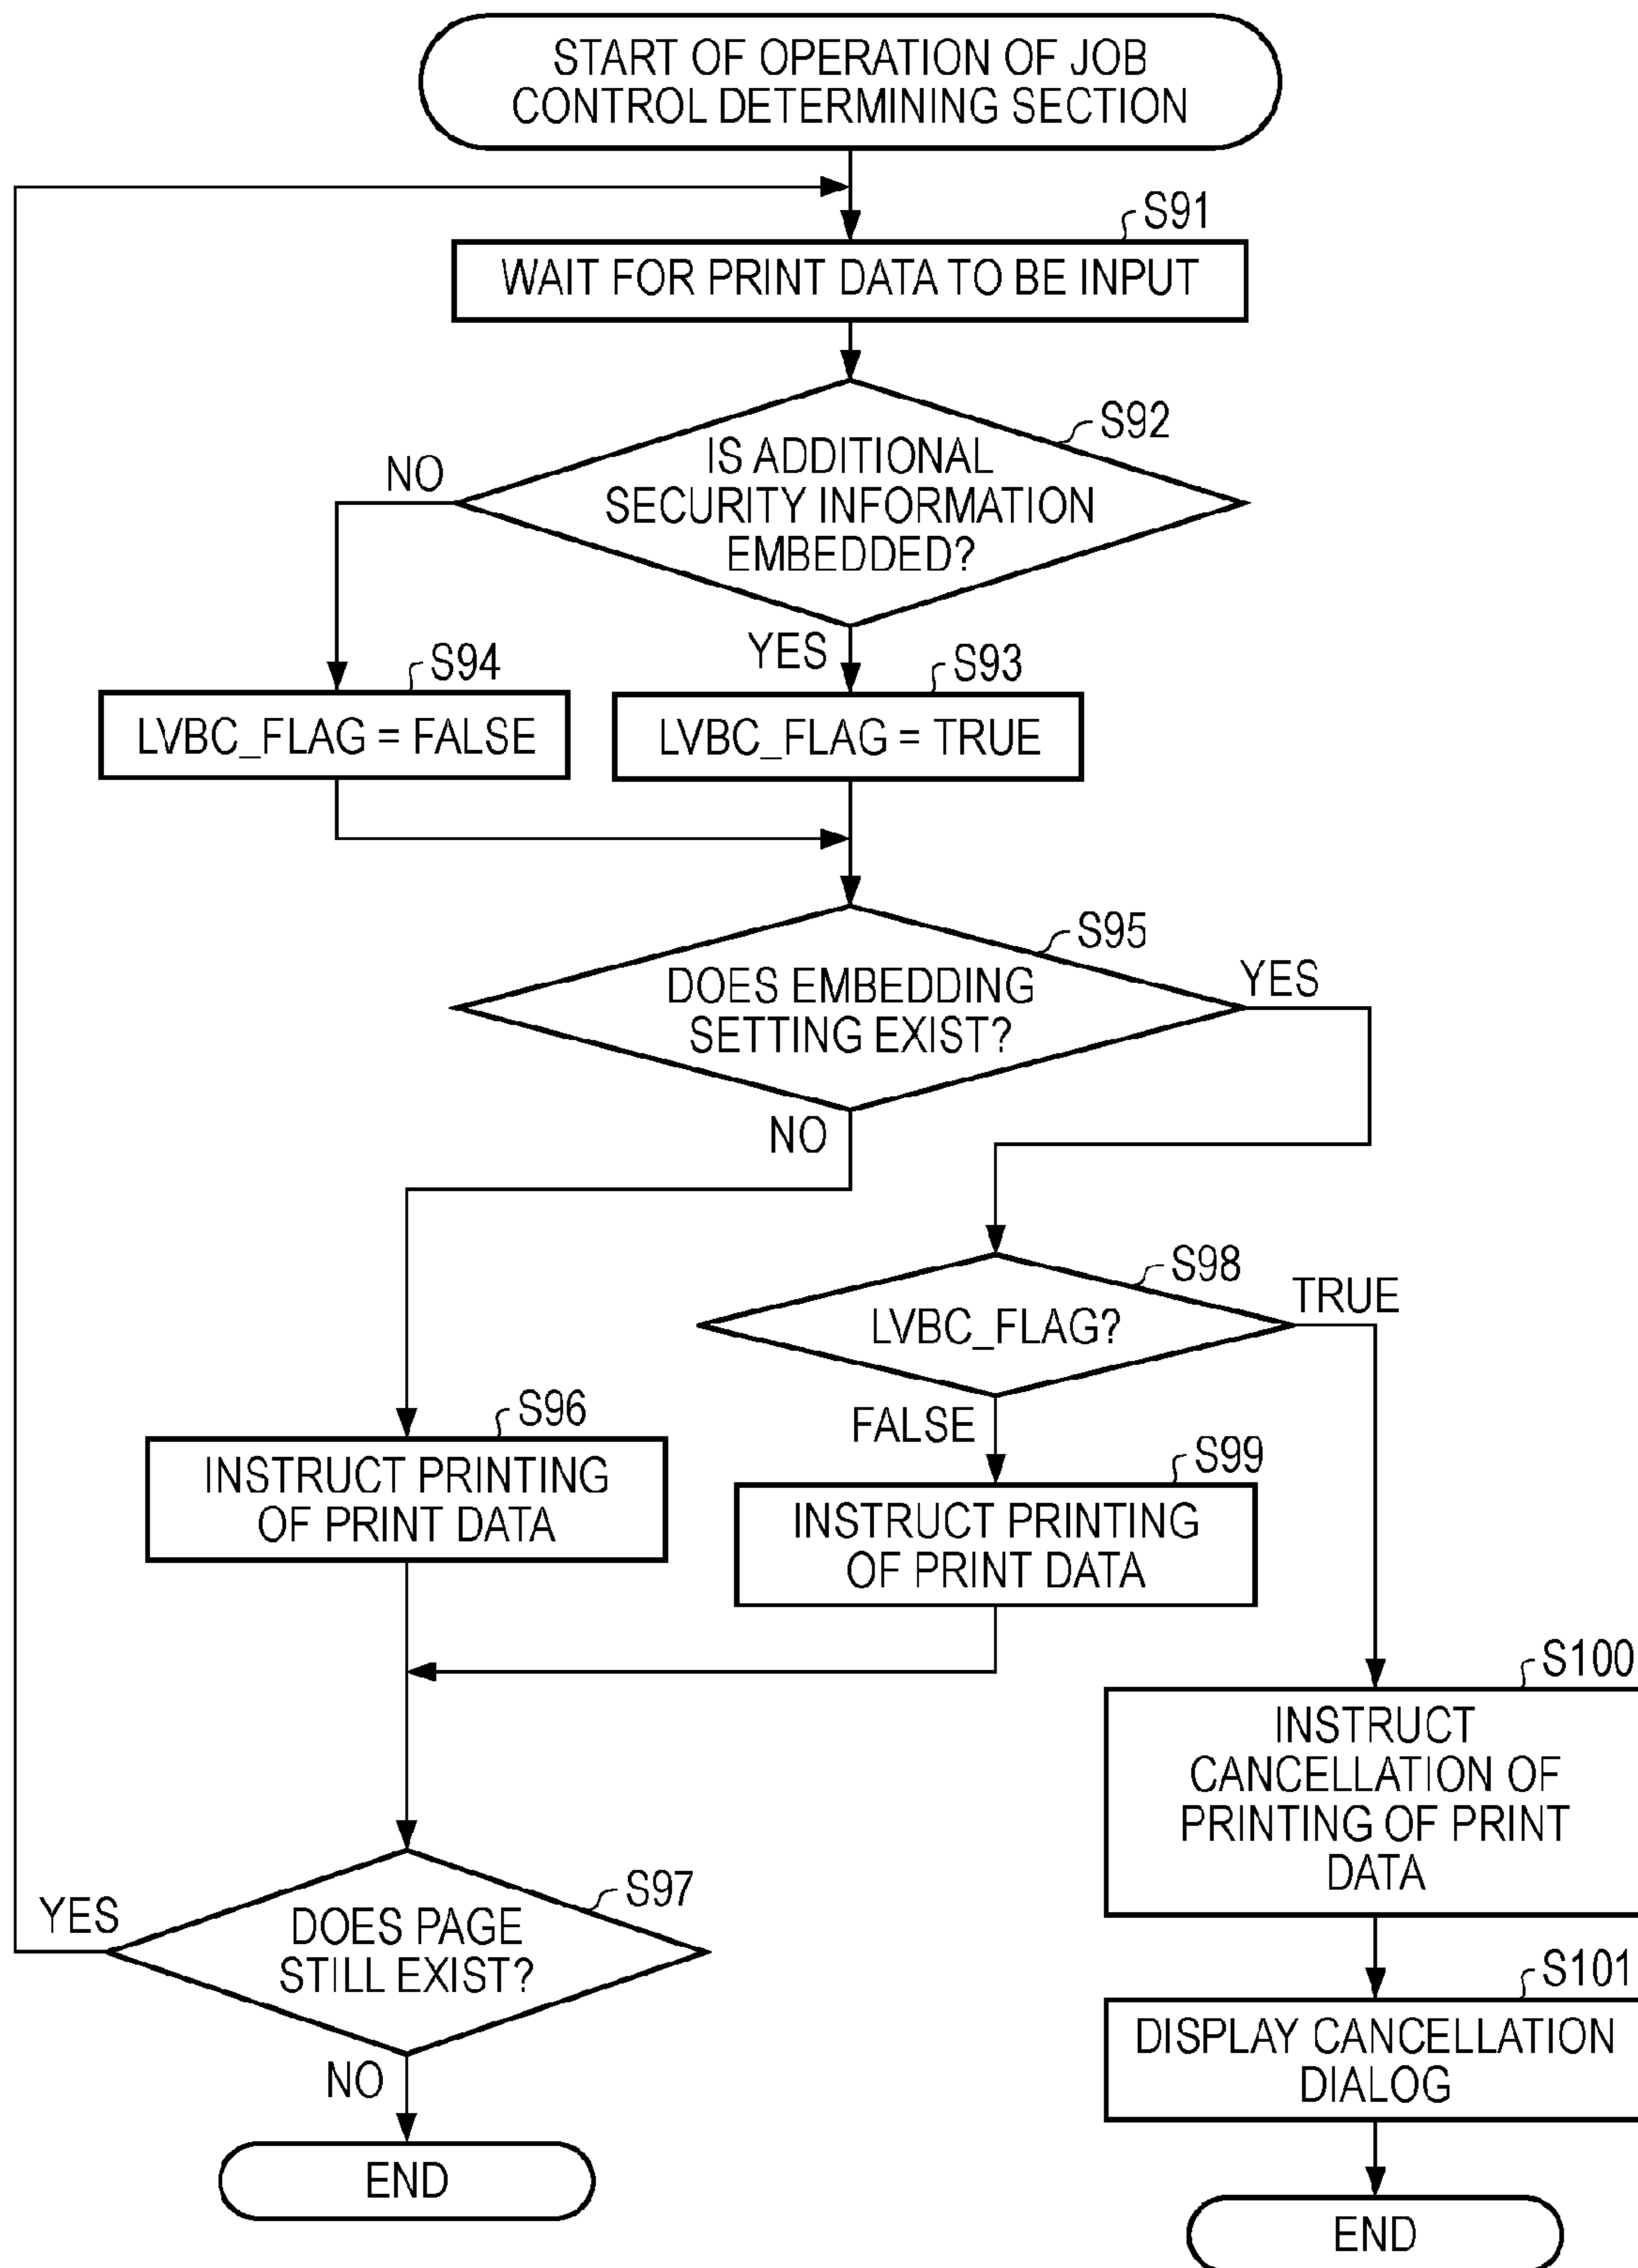 START OF OPERATION OF JOB
CONTROL DETERMINING SECTION
S91
WAIT FOR PRINT DATA TO BE INPUT
S92
IS ADDITIONAL
SECURITY INFORMATION
EMBEDDED?
NO
YES
S94
LVBC_FLAG = FALSE
S93
LVBC_FLAG = TRUE
S95
DOES EMBEDDING
SETTING EXIST?
YES
NO
S98
LVBC_FLAG?
TRUE
FALSE
S96
INSTRUCT PRINTING
OF PRINT DATA
S99
INSTRUCT PRINTING
OF PRINT DATA
S100
INSTRUCT
CANCELLATION OF
PRINTING OF PRINT
DATA
S97
DOES PAGE
STILL EXIST?
YES
NO
S101
DISPLAY CANCELLATION
DIALOG
END
END